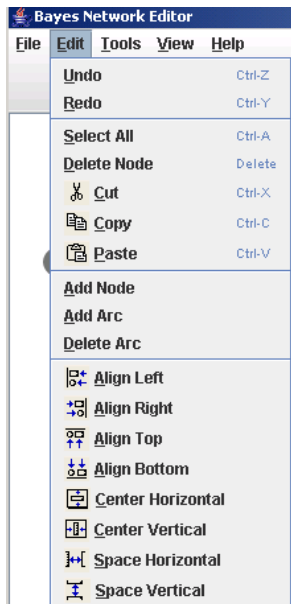 Bayes Network Editor
File Edit Tools View Help
Undo Ctrl-Z
Redo Ctrl-Y
Select All Ctrl-A
Delete Node Delete
Cut Ctrl-X
Copy Ctrl-C
Paste Ctrl-V
Add Node
Add Arc
Delete Arc
Align Left
Align Right
Align Top
Align Bottom
Center Horizontal
Center Vertical
Space Horizontal
Space Vertical